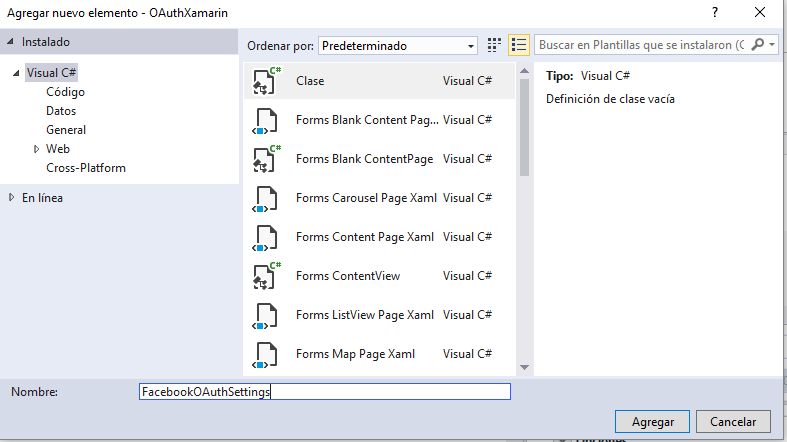 Agregar nuevo elemento - OAuthXamarin
Instalado
Visual C#
Código
Datos
General
Web
Cross-Platform
En línea
Ordenar por: Predeterminado
Clase Visual C#
Forms Blank Content Pag... Visual C#
Forms Blank ContentPage Visual C#
Forms Carousel Page Xaml Visual C#
Forms Content Page Xaml Visual C#
Forms ContentView Visual C#
Forms ListView Page Xaml Visual C#
Forms Map Page Xaml Visual C#
Buscar en Plantillas que se instalaron (C
Tipo: Visual C#
Definición de clase vacía
Nombre: FacebookOAuthSettings
Agregar Cancelar